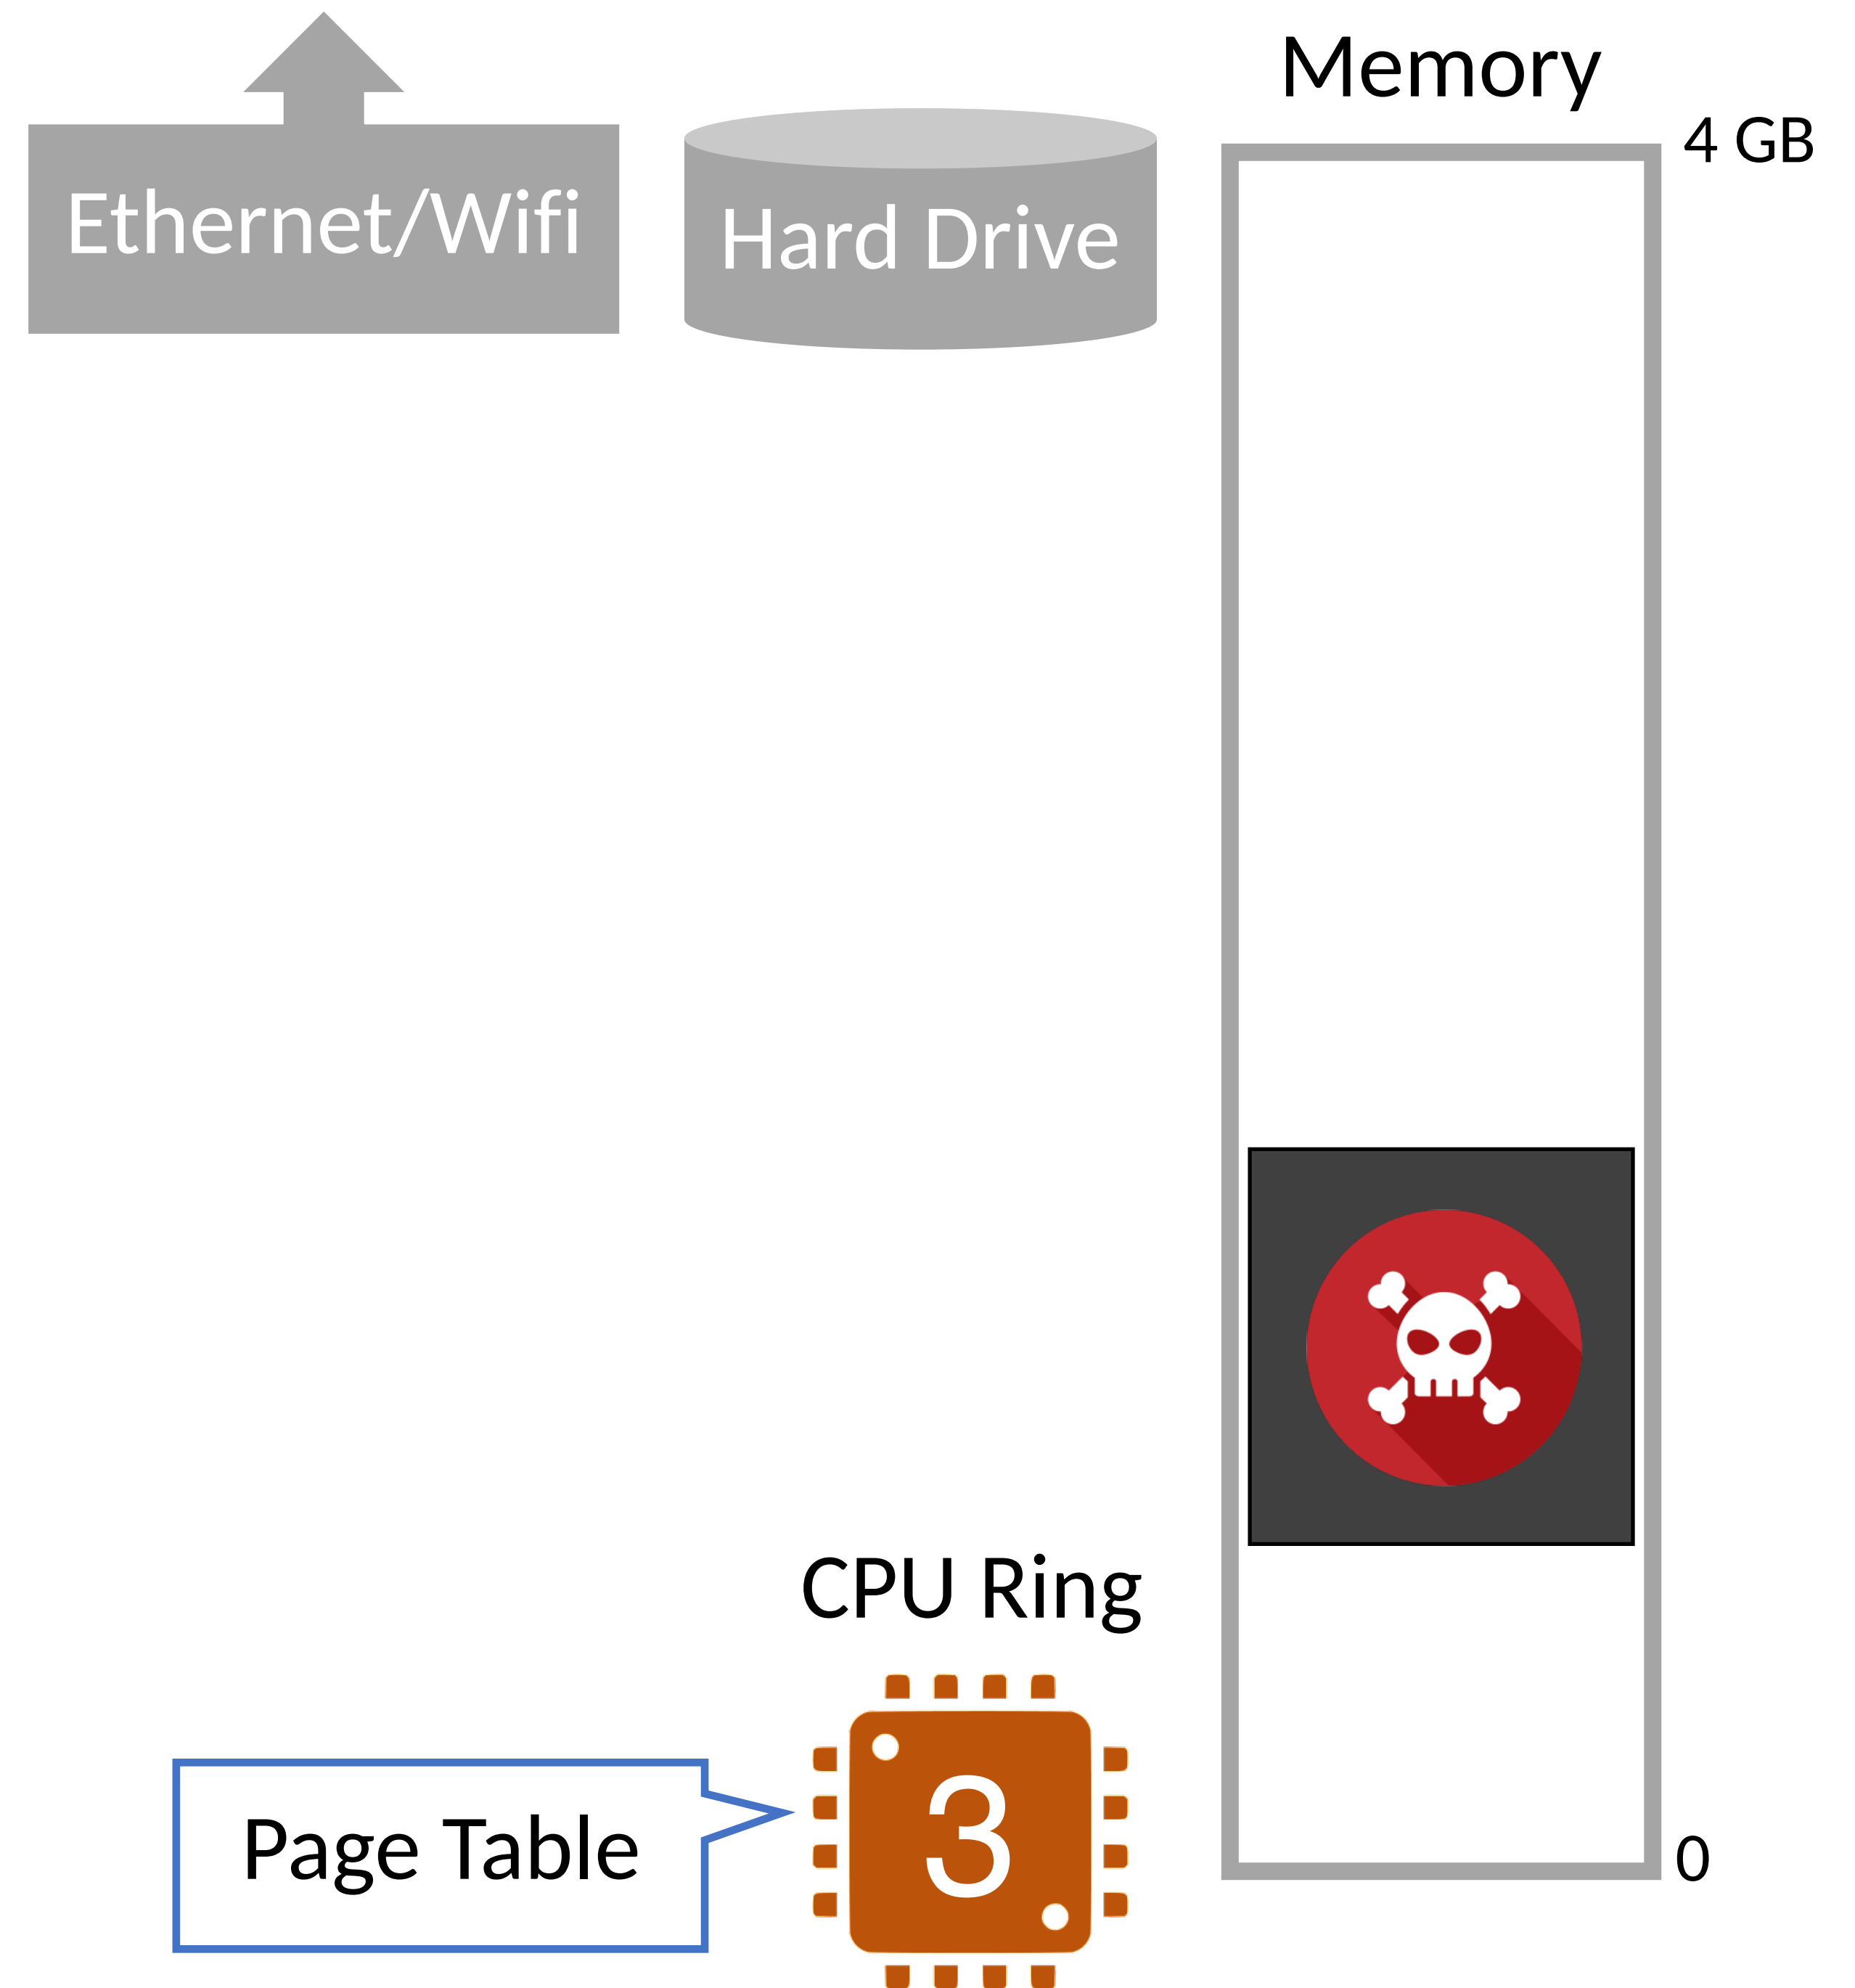 Memory
4 GB
Ethernet/Wifi
Hard Drive
CPU Ring
3
Page Table
0